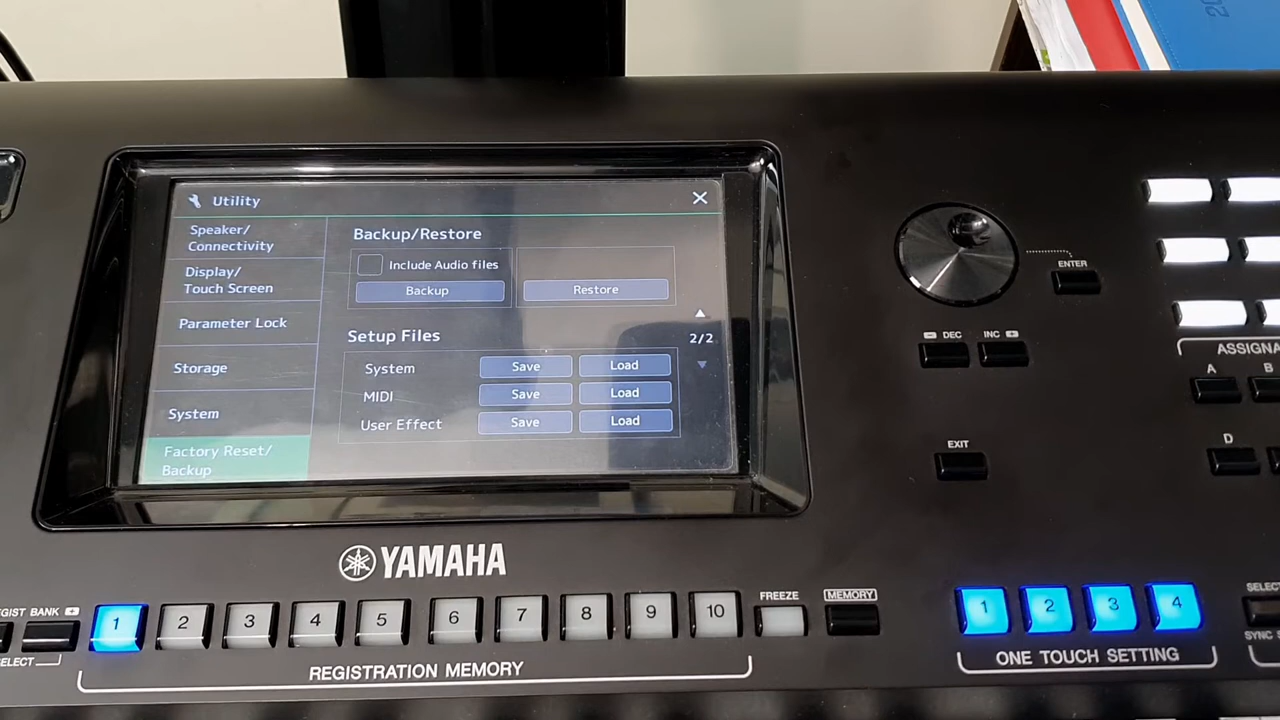 Utility
Speaker/
Connectivity
Display/
Touch Screen
Parameter Lock
Storage
System
Factory Reset/
Backup
Backup/Restore
Include Audio files
Backup
Restore
Setup Files
2/2
System
Save
Load
MIDI
Save
Load
User Effect
Save
Load
YAMAHA
ENTER
DEC
INC
EXIT
A
B
D
BANK
1
2
3
4
5
6
7
8
9
10
FREEZE
MEMORY
REGISTRATION MEMORY
1
2
3
4
ONE TOUCH SETTING